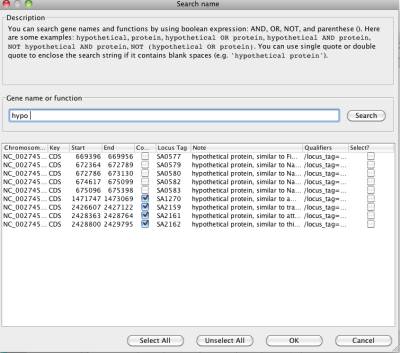 Search name
Description
You can search gene names and functions by using boolean expression: AND, OR, NOT, and parenthese (). Here
are some examples: hypothetical, protein, hypothetical OR protein, hypothetical AND protein,
NOT hypothetical AND protein, NOT (hypothetical OR protein). You can use single quote or double
quote to enclose the search string if it contains blank spaces (e.g. 'hypothetical protein').
Gene name or function
hypo Search
Chromosom... Key Start End Co... Locus Tag Note Qualifiers Select?
NC_002745... CDS 669396 669956 SA0577 hypothetical protein, similar to Fi... /locus_tag=...
NC_002745... CDS 672364 672789 SA0579 hypothetical protein, similar to Na... /locus_tag=...
NC_002745... CDS 672786 673130 SA0580 hypothetical protein, similar to Na... /locus_tag=...
NC_002745... CDS 674617 675099 SA0582 hypothetical protein, similar to Na... /locus_tag=...
NC_002745... CDS 675096 675398 SA0583 hypothetical protein, similar to Na... /locus_tag=...
NC_002745... CDS 1471747 1473069 SA1270 hypothetical protein, similar to a... /locus_tag=...
NC_002745... CDS 2426607 2427122 SA2159 hypothetical protein, similar to tra... /locus_tag=...
NC_002745... CDS 2428363 2428764 SA2161 hypothetical protein, similar to att... /locus_tag=...
NC_002745... CDS 2428800 2429795 SA2162 hypothetical protein, similar to thi... /locus_tag=...
Select All Unselect All OK Cancel